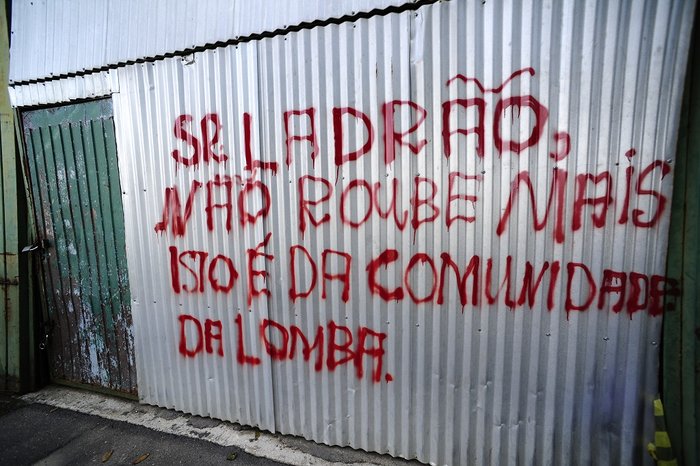 SR. LADRÃO,
NÃO ROUBE MAIS
ISTO É DA COMUNIDADE
DA LOMBA.